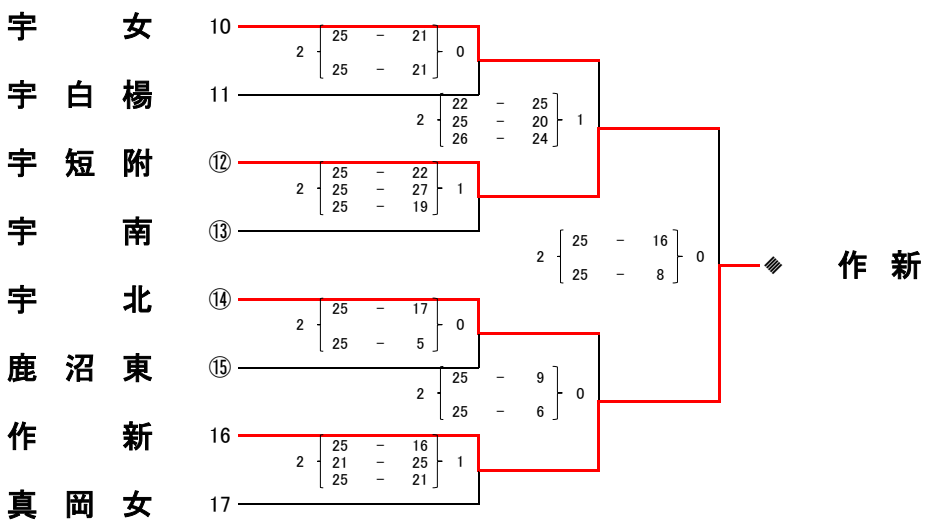 宇女 10
2 25 − 21 0
25 − 21
宇白楊 11
2 22 − 25 1
25 − 20
26 − 24
宇短附 ⑫
2 25 − 22 1
25 − 27
25 − 19
宇南 ⑬
2 25 − 16 0
25 − 8
作新
宇北 ⑭
2 25 − 17 0
25 − 5
鹿沼東 ⑮
2 25 − 9 0
25 − 6
作新 16
2 25 − 16 1
21 − 25
25 − 21
真岡女 17